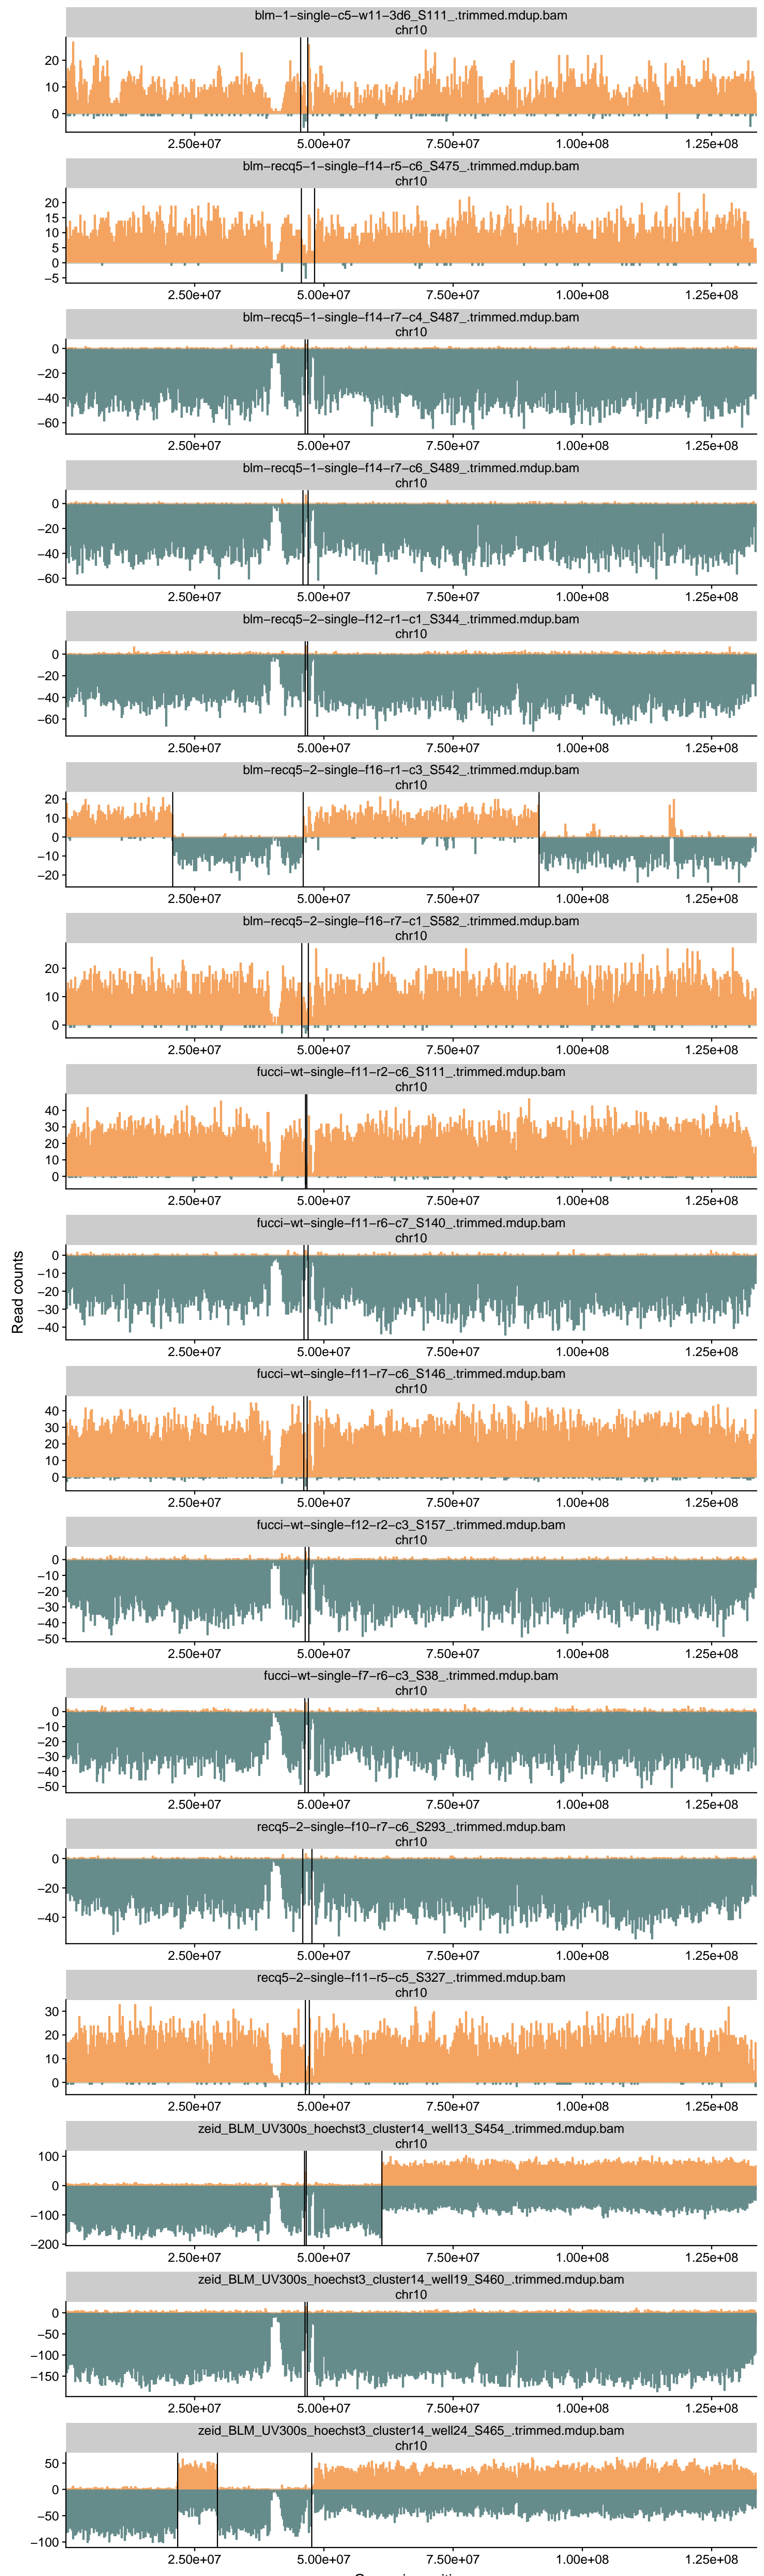 blm−1−single−c5−w11−3d6_S111_.trimmed.mdup.bam
chr10
20
10
0
2.50e+07 5.00e+07 7.50e+07 1.00e+08 1.25e+08
blm−recq5−1−single−f14−r5−c6_S475_.trimmed.mdup.bam
chr10
20
15
10
5
0
−5
2.50e+07 5.00e+07 7.50e+07 1.00e+08 1.25e+08
blm−recq5−1−single−f14−r7−c4_S487_.trimmed.mdup.bam
chr10
0
−20
−40
−60
2.50e+07 5.00e+07 7.50e+07 1.00e+08 1.25e+08
blm−recq5−1−single−f14−r7−c6_S489_.trimmed.mdup.bam
chr10
0
−20
−40
−60
2.50e+07 5.00e+07 7.50e+07 1.00e+08 1.25e+08
blm−recq5−2−single−f12−r1−c1_S344_.trimmed.mdup.bam
chr10
0
−20
−40
−60
2.50e+07 5.00e+07 7.50e+07 1.00e+08 1.25e+08
blm−recq5−2−single−f16−r1−c3_S542_.trimmed.mdup.bam
chr10
20
10
0
−10
−20
2.50e+07 5.00e+07 7.50e+07 1.00e+08 1.25e+08
blm−recq5−2−single−f16−r7−c1_S582_.trimmed.mdup.bam
chr10
20
10
0
2.50e+07 5.00e+07 7.50e+07 1.00e+08 1.25e+08
fucci−wt−single−f11−r2−c6_S111_.trimmed.mdup.bam
chr10
40
30
20
10
0
2.50e+07 5.00e+07 7.50e+07 1.00e+08 1.25e+08
Read counts
fucci−wt−single−f11−r6−c7_S140_.trimmed.mdup.bam
chr10
0
−10
−20
−30
−40
2.50e+07 5.00e+07 7.50e+07 1.00e+08 1.25e+08
fucci−wt−single−f11−r7−c6_S146_.trimmed.mdup.bam
chr10
40
30
20
10
0
2.50e+07 5.00e+07 7.50e+07 1.00e+08 1.25e+08
fucci−wt−single−f12−r2−c3_S157_.trimmed.mdup.bam
chr10
0
−10
−20
−30
−40
−50
2.50e+07 5.00e+07 7.50e+07 1.00e+08 1.25e+08
fucci−wt−single−f7−r6−c3_S38_.trimmed.mdup.bam
chr10
0
−10
−20
−30
−40
−50
2.50e+07 5.00e+07 7.50e+07 1.00e+08 1.25e+08
recq5−2−single−f10−r7−c6_S293_.trimmed.mdup.bam
chr10
0
−20
−40
2.50e+07 5.00e+07 7.50e+07 1.00e+08 1.25e+08
recq5−2−single−f11−r5−c5_S327_.trimmed.mdup.bam
chr10
30
20
10
0
2.50e+07 5.00e+07 7.50e+07 1.00e+08 1.25e+08
zeid_BLM_UV300s_hoechst3_cluster14_well13_S454_.trimmed.mdup.bam
chr10
100
0
−100
−200
2.50e+07 5.00e+07 7.50e+07 1.00e+08 1.25e+08
zeid_BLM_UV300s_hoechst3_cluster14_well19_S460_.trimmed.mdup.bam
chr10
0
−50
−100
−150
2.50e+07 5.00e+07 7.50e+07 1.00e+08 1.25e+08
zeid_BLM_UV300s_hoechst3_cluster14_well24_S465_.trimmed.mdup.bam
chr10
50
0
−50
−100
2.50e+07 5.00e+07 7.50e+07 1.00e+08 1.25e+08